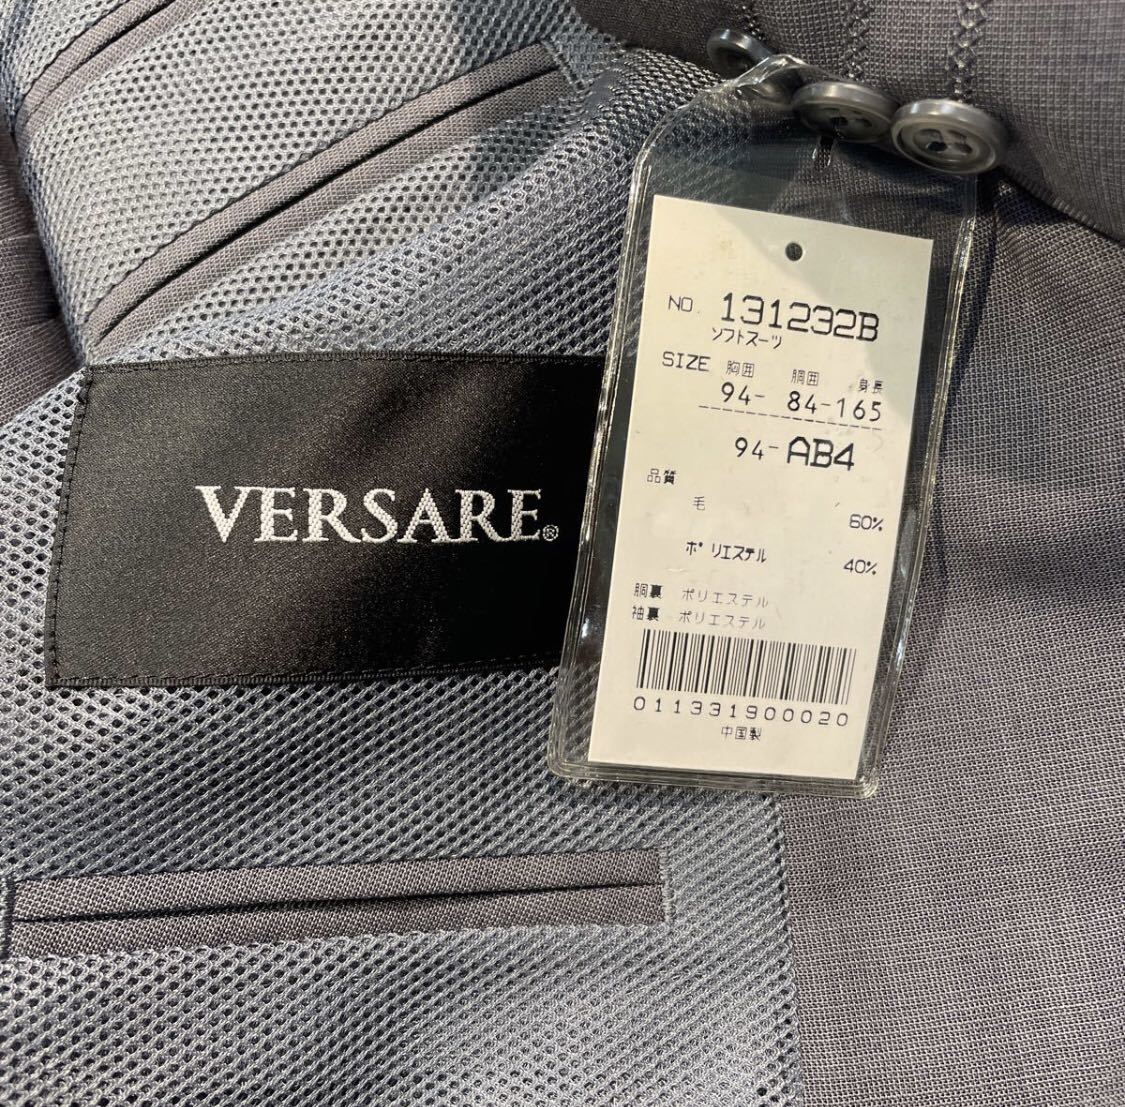 VERSARE®
NO. 131232B
ソフトスーツ
SIZE 胸囲 胴囲 身長
94- 84-165
94-AB4
品質
毛 60%
ポリエステル 40%
胴裏 ポリエステル
袖裏 ポリエステル
011331900020
中国製